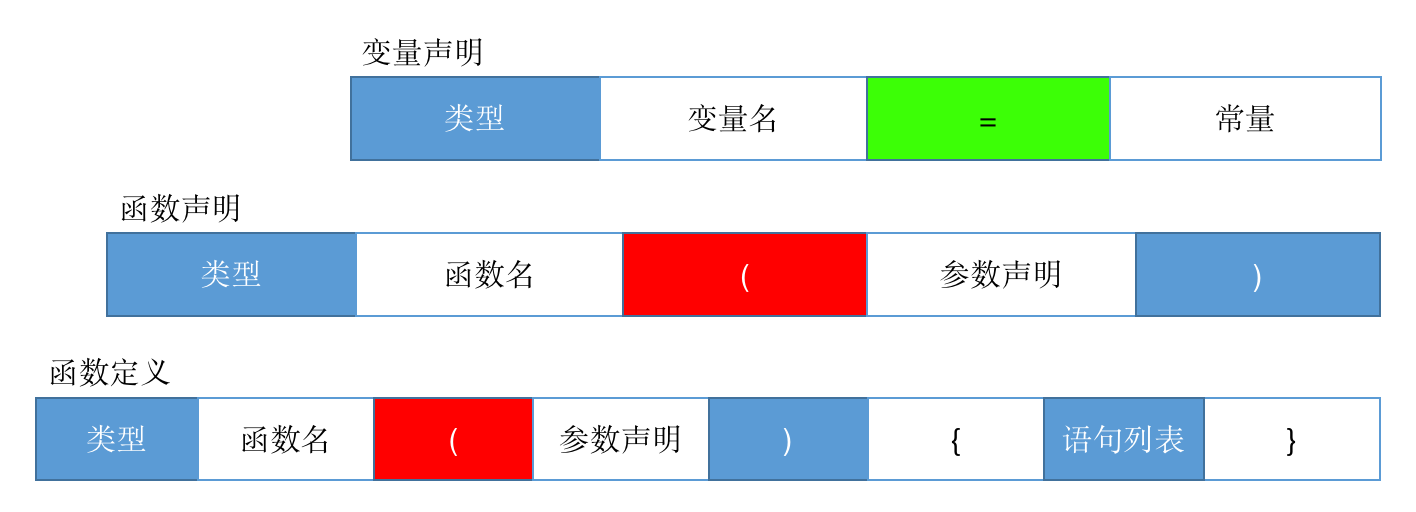 变量声明
类型 变量名 = 常量
函数声明
类型 函数名 ( 参数声明 )
函数定义
类型 函数名 ( 参数声明 ) { 语句列表 }